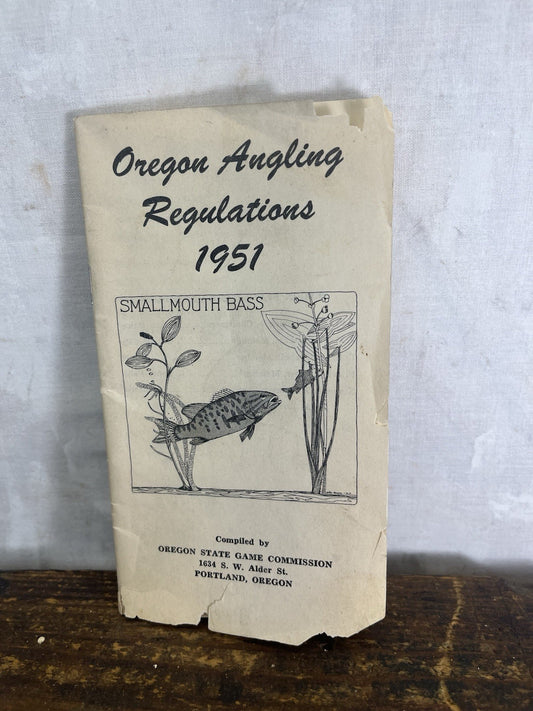 Oregon Angling
Regulations
1951
SMALLMOUTH BASS
Compiled by
OREGON STATE GAME COMMISSION
1634 S. W. Alder St.
PORTLAND, OREGON